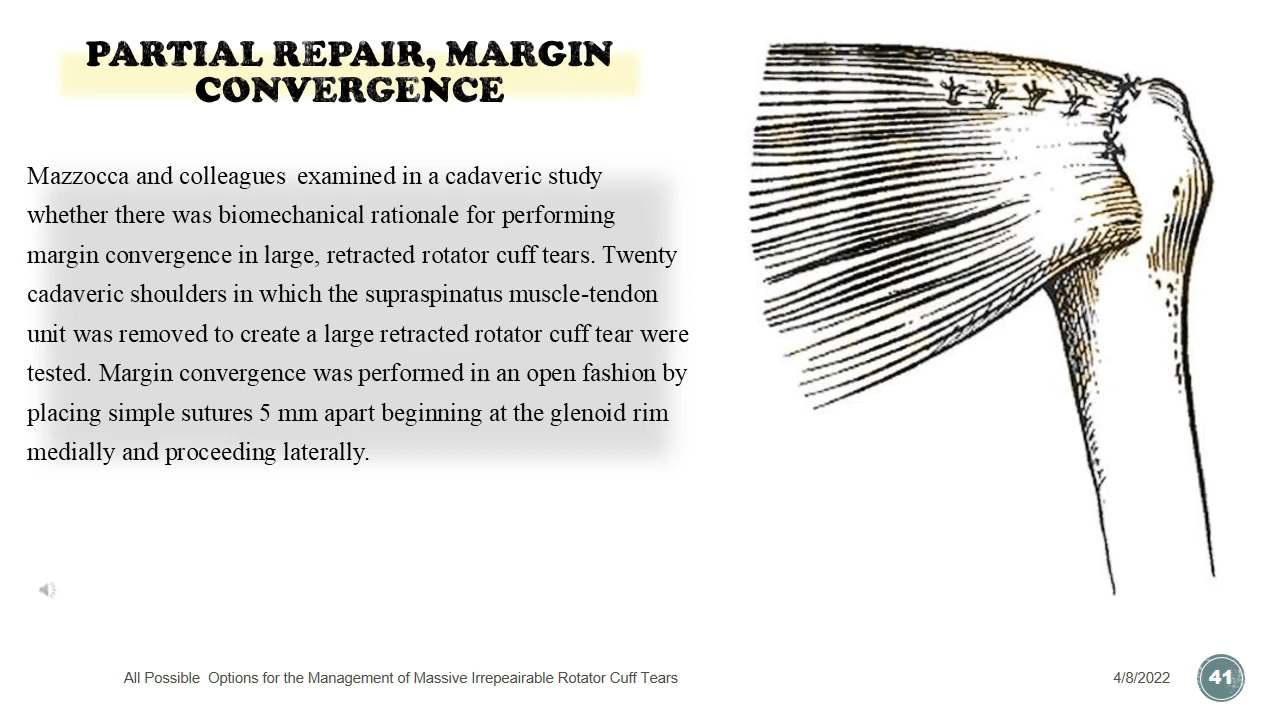 PARTIAL REPAIR, MARGIN
CONVERGENCE
Mazzocca and colleagues examined in a cadaveric study
whether there was biomechanical rationale for performing
margin convergence in large, retracted rotator cuff tears. Twenty
cadaveric shoulders in which the supraspinatus muscle-tendon
unit was removed to create a large retracted rotator cuff tear were
tested. Margin convergence was performed in an open fashion by
placing simple sutures 5 mm apart beginning at the glenoid rim
medially and proceeding laterally.
All Possible Options for the Management of Massive Irrepeairable Rotator Cuff Tears
4/8/2022
41